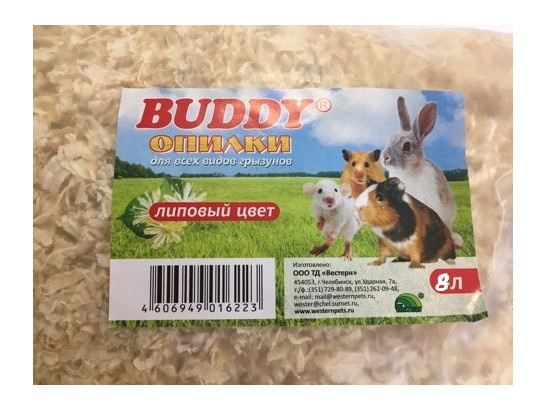 BUDDY®
ОПИЛКИ
для всех видов грызунов
липовый цвет
Изготовлено:
ООО ТД «Вестерн»
454053, г.Челябинск, ул.Ударная, 7а,
т./ф. (351) 729-80-89, (351) 262-09-48,
e-mail: mail@westernpets.ru,
wester@chel.surnet.ru,
www.westernpets.ru
8л
4 606949 016223